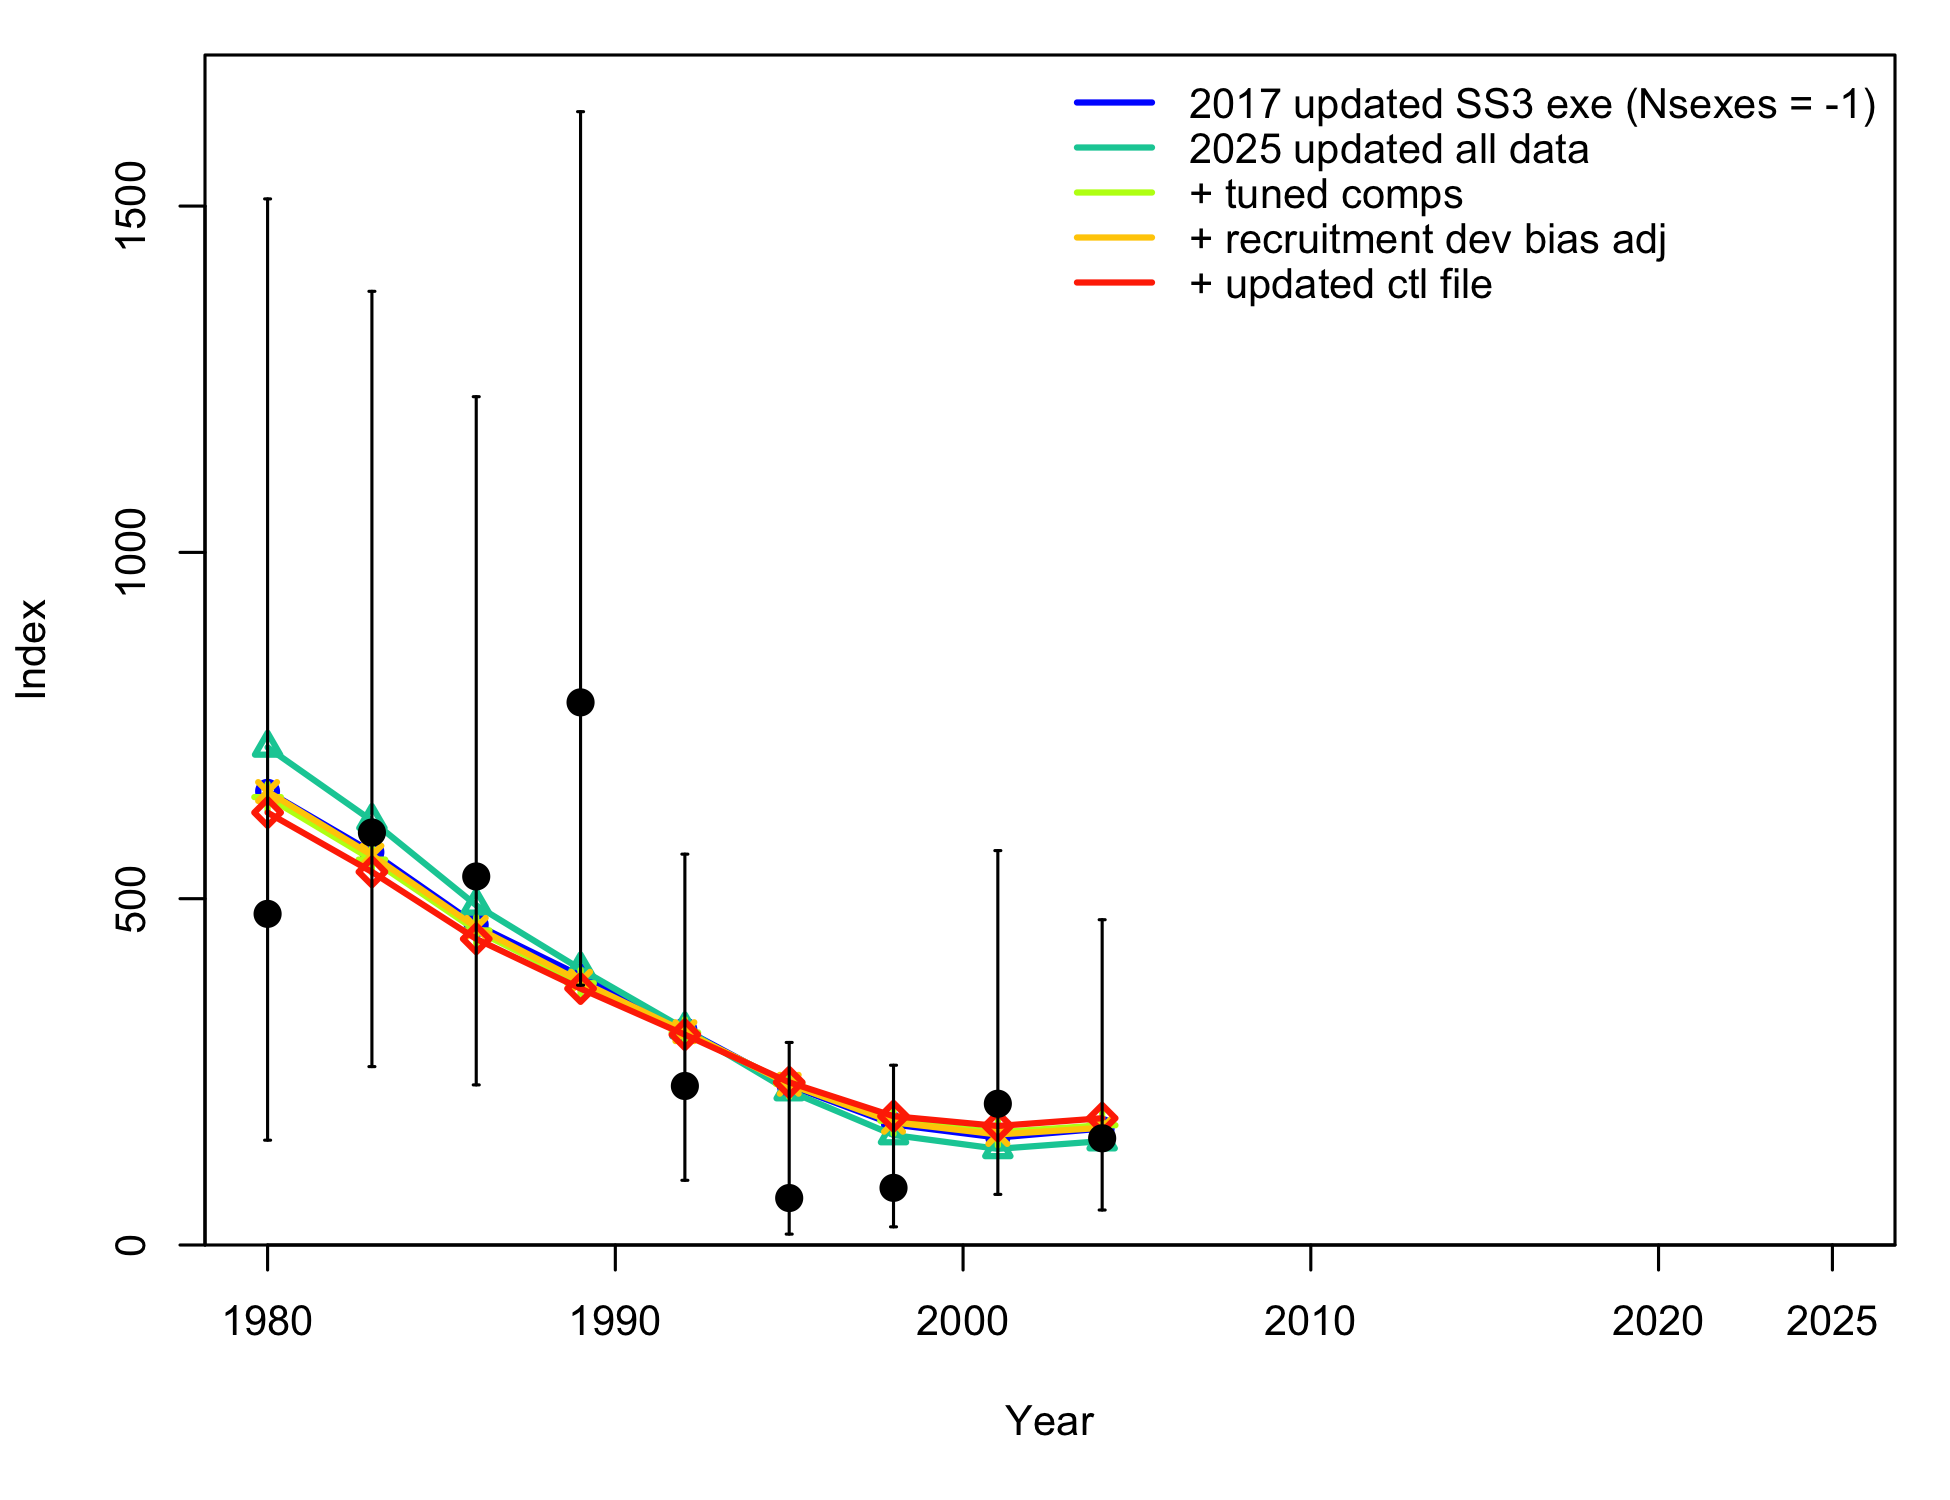 2017 updated SS3 exe (Nsexes = -1)
2025 updated all data
+ tuned comps
+ recruitment dev bias adj
+ updated ctl file
1500
1000
500
0
Index
1980 1990 2000 2010 2020 2025
Year